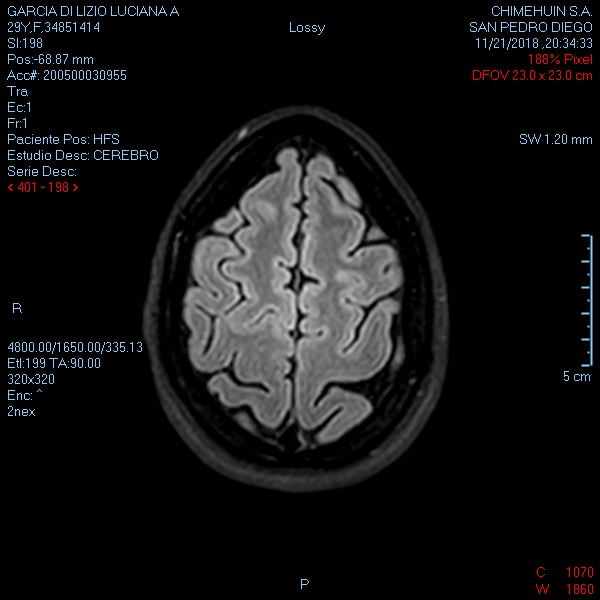 GARCIA DI LIZIO LUCIANA A
29Y,F,34851414
Sl:198
Pos:-68.87 mm
Acc#: 200500030955
Tra
Ec:1
Fr:1
Paciente Pos: HFS
Estudio Desc: CEREBRO
Serie Desc:
< 401 - 198 >
Lossy
CHIMEHUIN S.A.
SAN PEDRO DIEGO
11/21/2018 ,20:34:33
188% Pixel
DFOV 23.0 x 23.0 cm
SW 1.20 mm
R
4800.00/1650.00/335.13
Etl:199 TA:90.00
320x320
Enc: ^
2nex
5 cm
P
C 1070
W 1860